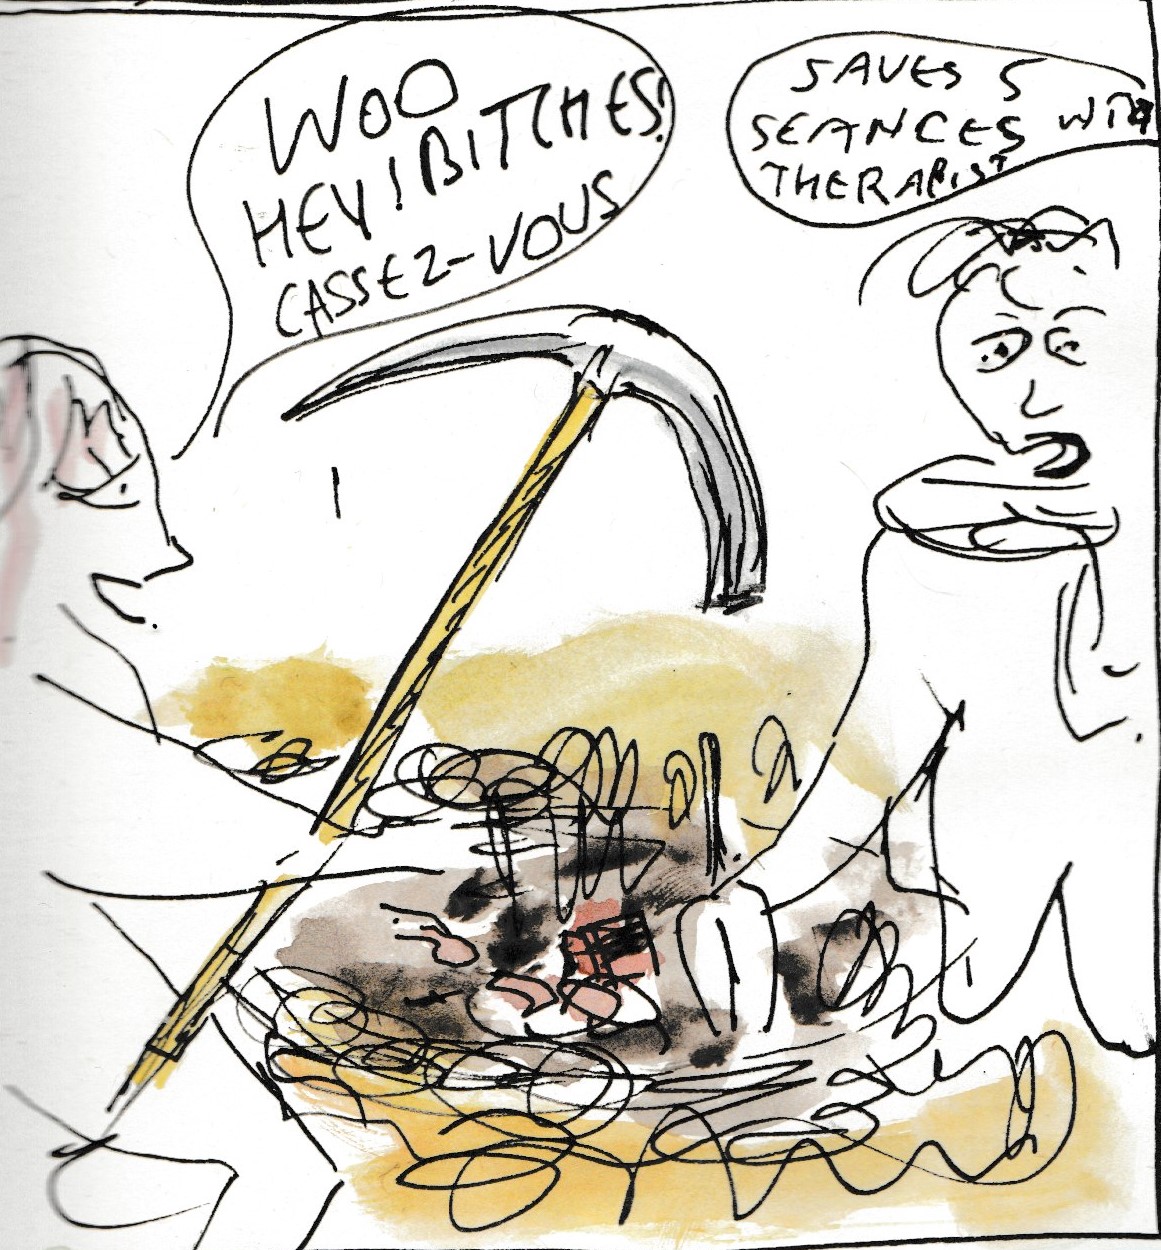 WOO
HEY! BITCHES!
CASSEZ-VOUS
SAVES 5
SEANCES WITH
THERAPIST